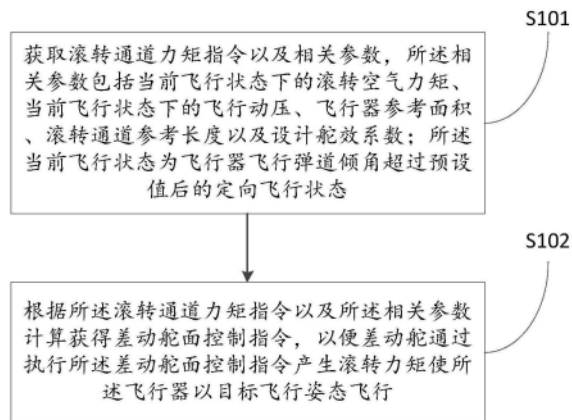 S101
获取滚转通道力矩指令以及相关参数，所述相
关参数包括当前飞行状态下的滚转空气力矩、
当前飞行状态下的飞行动压、飞行器参考面积
、滚转通道参考长度以及设计舵效系数；所述
当前飞行状态为飞行器飞行弹道倾角超过预设
值后的定向飞行状态
S102
根据所述滚转通道力矩指令以及所述相关参数
计算获得差动舵面控制指令，以便差动舵通过
执行所述差动舵面控制指令产生滚转力矩使所
述飞行器以目标飞行姿态飞行